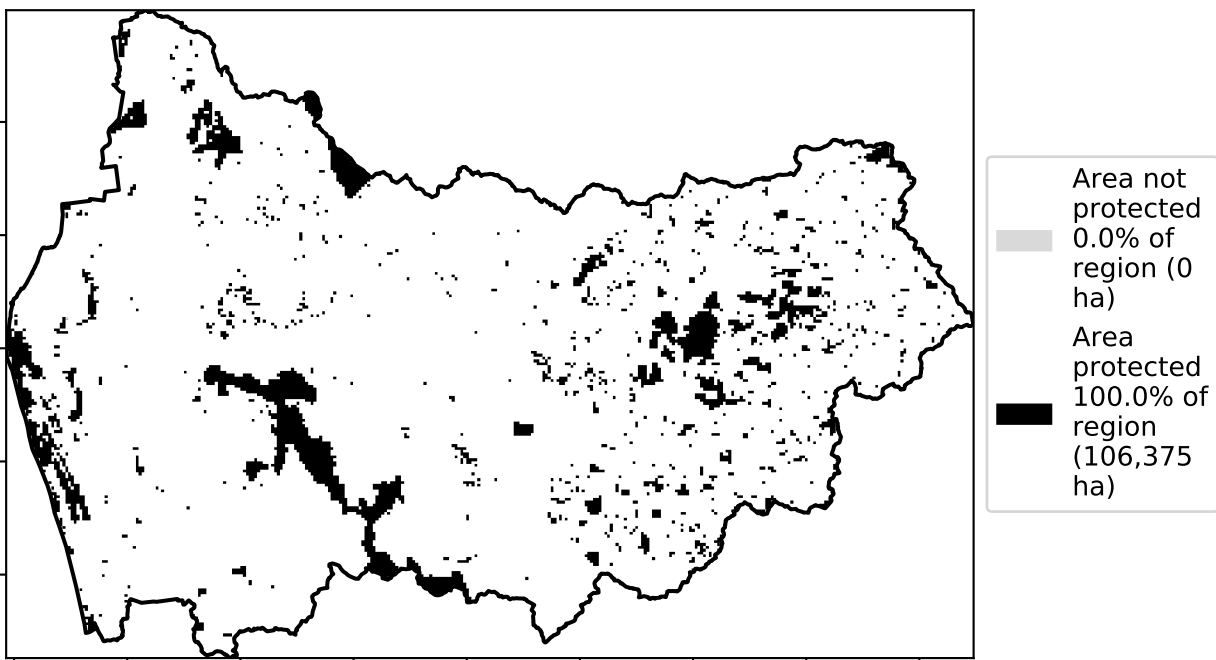 Area not
protected
0.0% of
region (0
ha)
Area
protected
100.0% of
region
(106,375
ha)